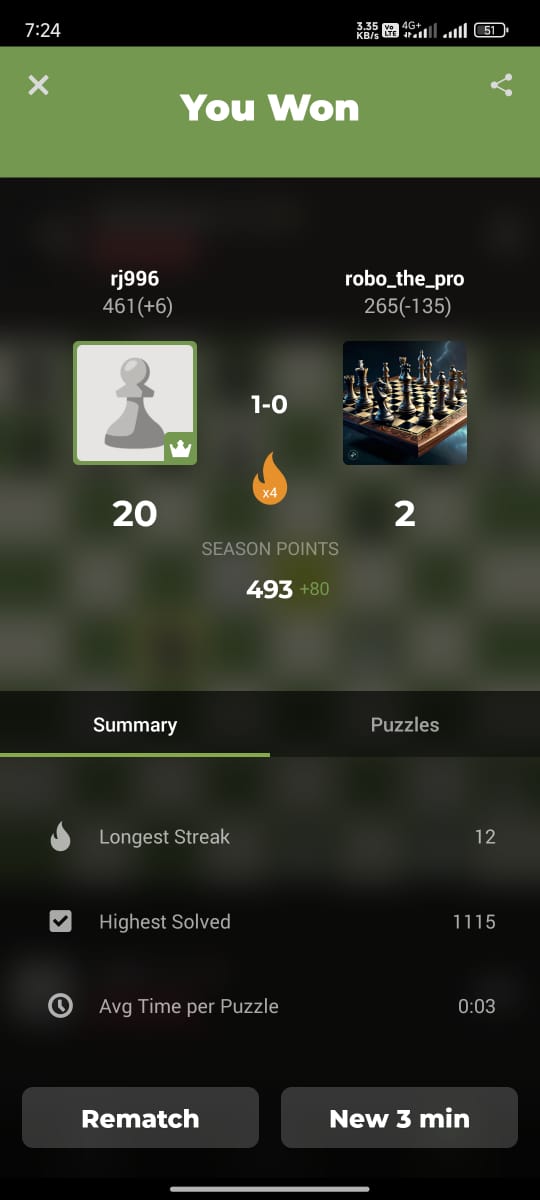 7:24
3.35 KB/s Vo LTE 4G+ 51
You Won
rj996
robo_the_pro
461(+6)
265(-135)
1-0
x4
20
2
SEASON POINTS
493 +80
Summary
Puzzles
Longest Streak
12
Highest Solved
1115
Avg Time per Puzzle
0:03
Rematch
New 3 min